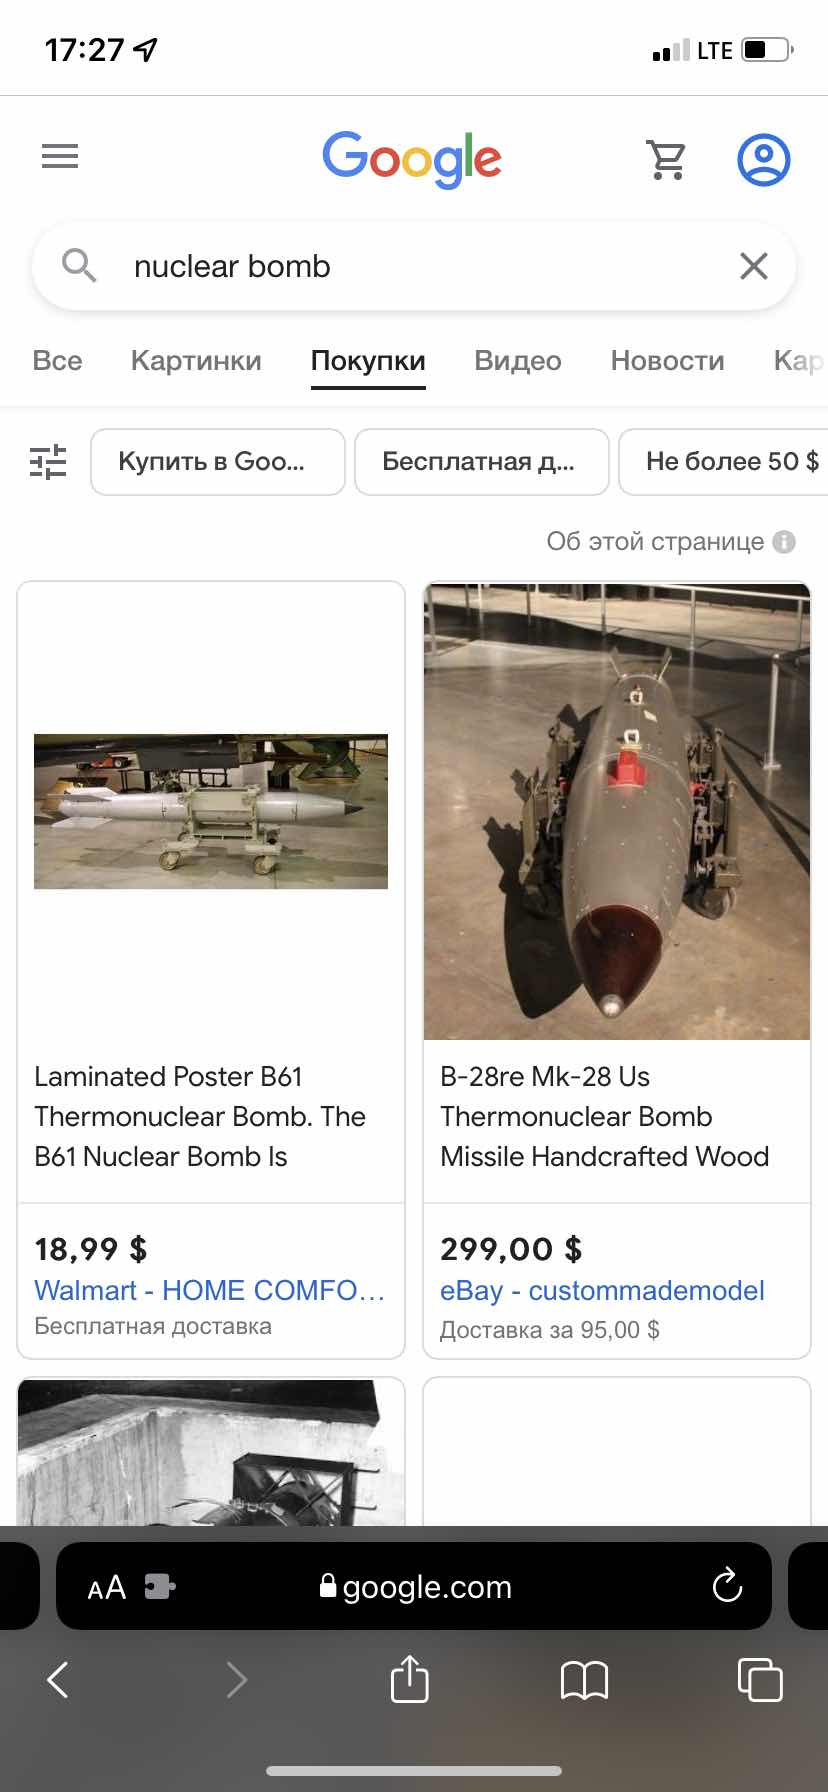 17:27
LTE
Google
nuclear bomb
Все Картинки Покупки Видео Новости Кар
Купить в Goo... Бесплатная д... Не более 50 $
Об этой странице
Laminated Poster B61
Thermonuclear Bomb. The
B61 Nuclear Bomb Is
18,99 $
Walmart - HOME COMFO...
Бесплатная доставка
B-28re Mk-28 Us
Thermonuclear Bomb
Missile Handcrafted Wood
299,00 $
eBay - custommademodel
Доставка за 95,00 $
AA google.com